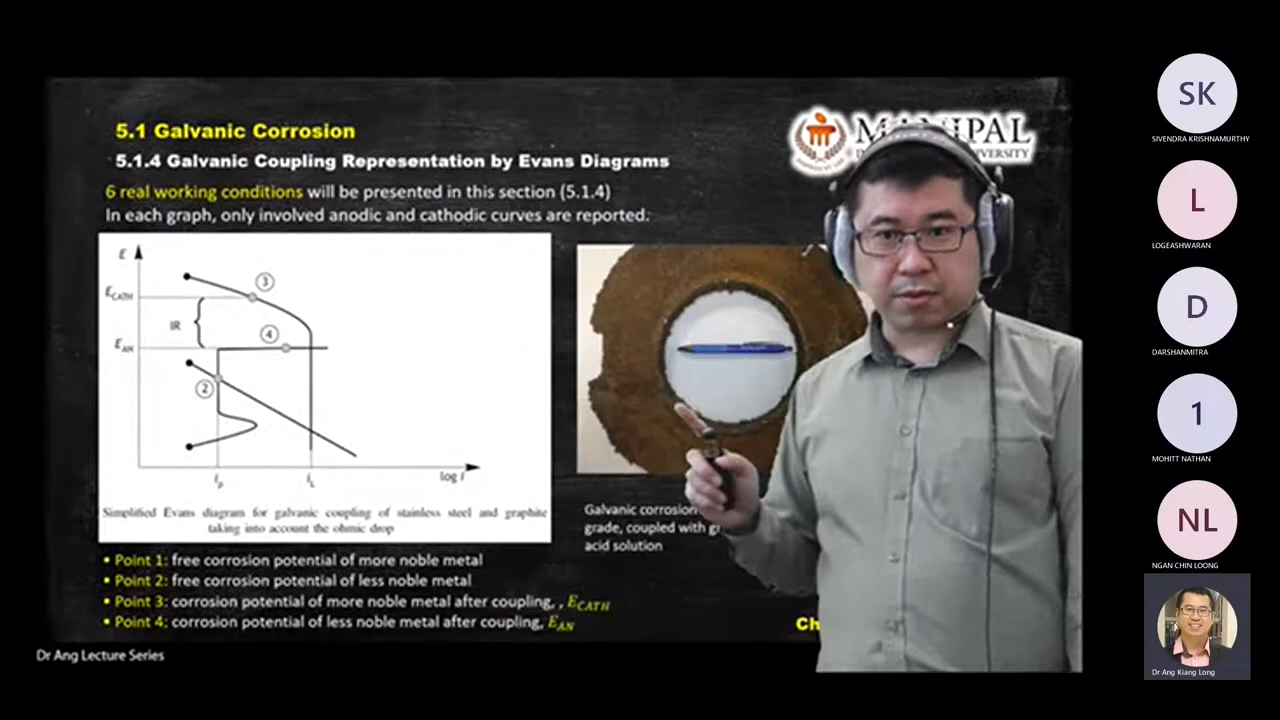 5.1 Galvanic Corrosion
5.1.4 Galvanic Coupling Representation by Evans Diagrams
6 real working conditions will be presented in this section (5.1.4)
In each graph, only involved anodic and cathodic curves are reported.
E
E_CATH
IR
E_AN
3
4
2
i_p
i_L
log i
Simplified Evans diagram for galvanic coupling of stainless steel and graphite
taking into account the ohmic drop
Galvanic corrosion
grade, coupled with
acid solution
• Point 1: free corrosion potential of more noble metal
• Point 2: free corrosion potential of less noble metal
• Point 3: corrosion potential of more noble metal after coupling, , E_CATH
• Point 4: corrosion potential of less noble metal after coupling, E_AN
Dr Ang Lecture Series
SK
SIVENDRA KRISHNAMURTHY
L
LOGEASHWARAN
D
DARSHANMITRA
1
MOHITT NATHAN
NL
NGAN CHIN LOONG
Dr Ang Kiang Long